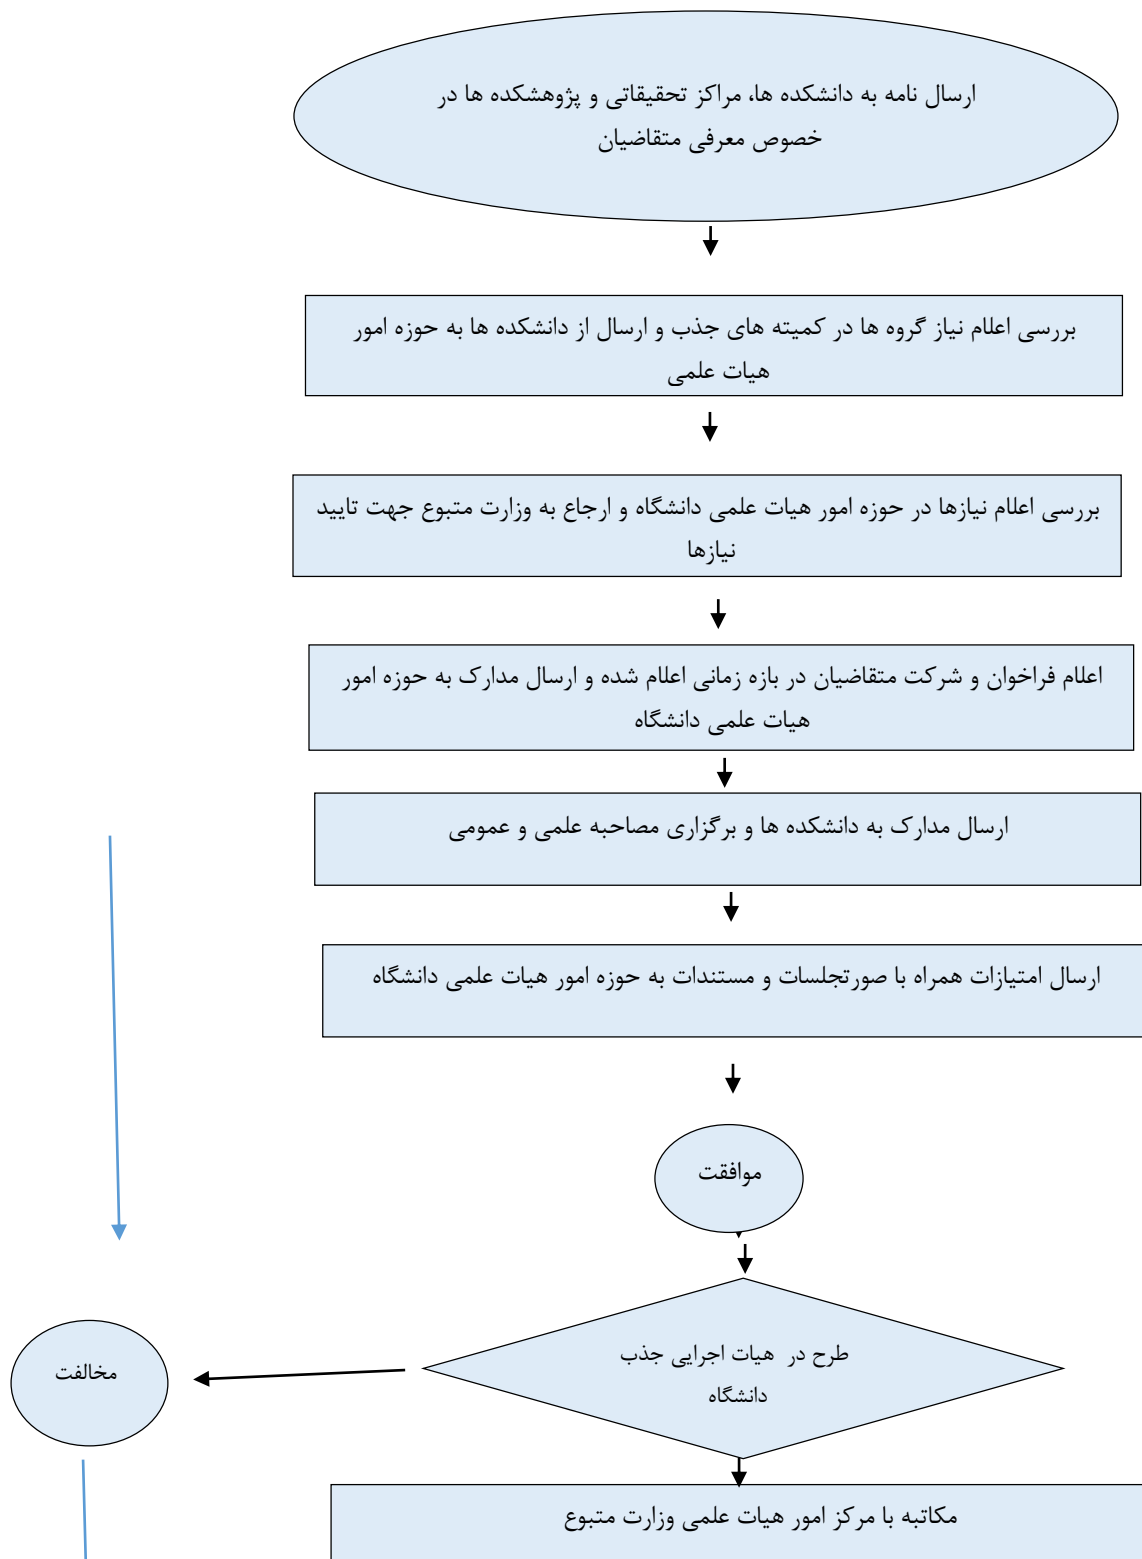 ارسال نامه به دانشکده ها، مراکز تحقیقاتی و پژوهشکده ها در
خصوص معرفی متقاضیان
بررسی اعلام نیاز گروه ها در کمیته های جذب و ارسال از دانشکده ها به حوزه امور
هیات علمی
بررسی اعلام نیازها در حوزه امور هیات علمی دانشگاه و ارجاع به وزارت متبوع جهت تایید
نیازها
اعلام فراخوان و شرکت متقاضیان در بازه زمانی اعلام شده و ارسال مدارک به حوزه امور
هیات علمی دانشگاه
ارسال مدارک به دانشکده ها و برگزاری مصاحبه علمی و عمومی
ارسال امتیازات همراه با صورتجلسات و مستندات به حوزه امور هیات علمی دانشگاه
موافقت
طرح در هیات اجرایی جذب
دانشگاه
مخالفت
مکاتبه با مرکز امور هیات علمی وزارت متبوع